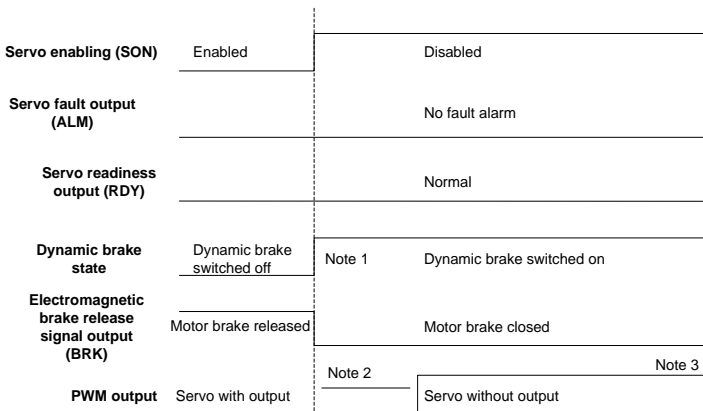 Servo enabling (SON) Enabled Disabled
Servo fault output
(ALM)
No fault alarm
Servo readiness
output (RDY)
Normal
Dynamic brake
state
Dynamic brake
switched off
Note 1
Dynamic brake switched on
Electromagnetic
brake release
signal output
(BRK)
Motor brake released
Motor brake closed
Note 2
Note 3
PWM output Servo with output Servo without output